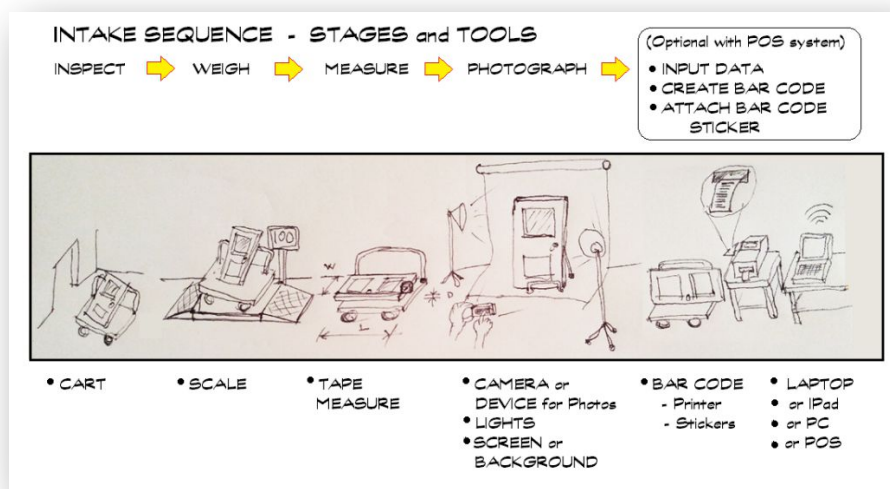 INTAKE SEQUENCE - STAGES and TOOLS
INSPECT WEIGH MEASURE PHOTOGRAPH
(Optional with POS system)
• INPUT DATA
• CREATE BAR CODE
• ATTACH BAR CODE
STICKER
100
W
D
L
• CART
• SCALE
• TAPE
MEASURE
• CAMERA or
DEVICE for Photos
• LIGHTS
• SCREEN or
BACKGROUND
• BAR CODE
- Printer
- Stickers
• LAPTOP
• or IPad
• or PC
• or POS